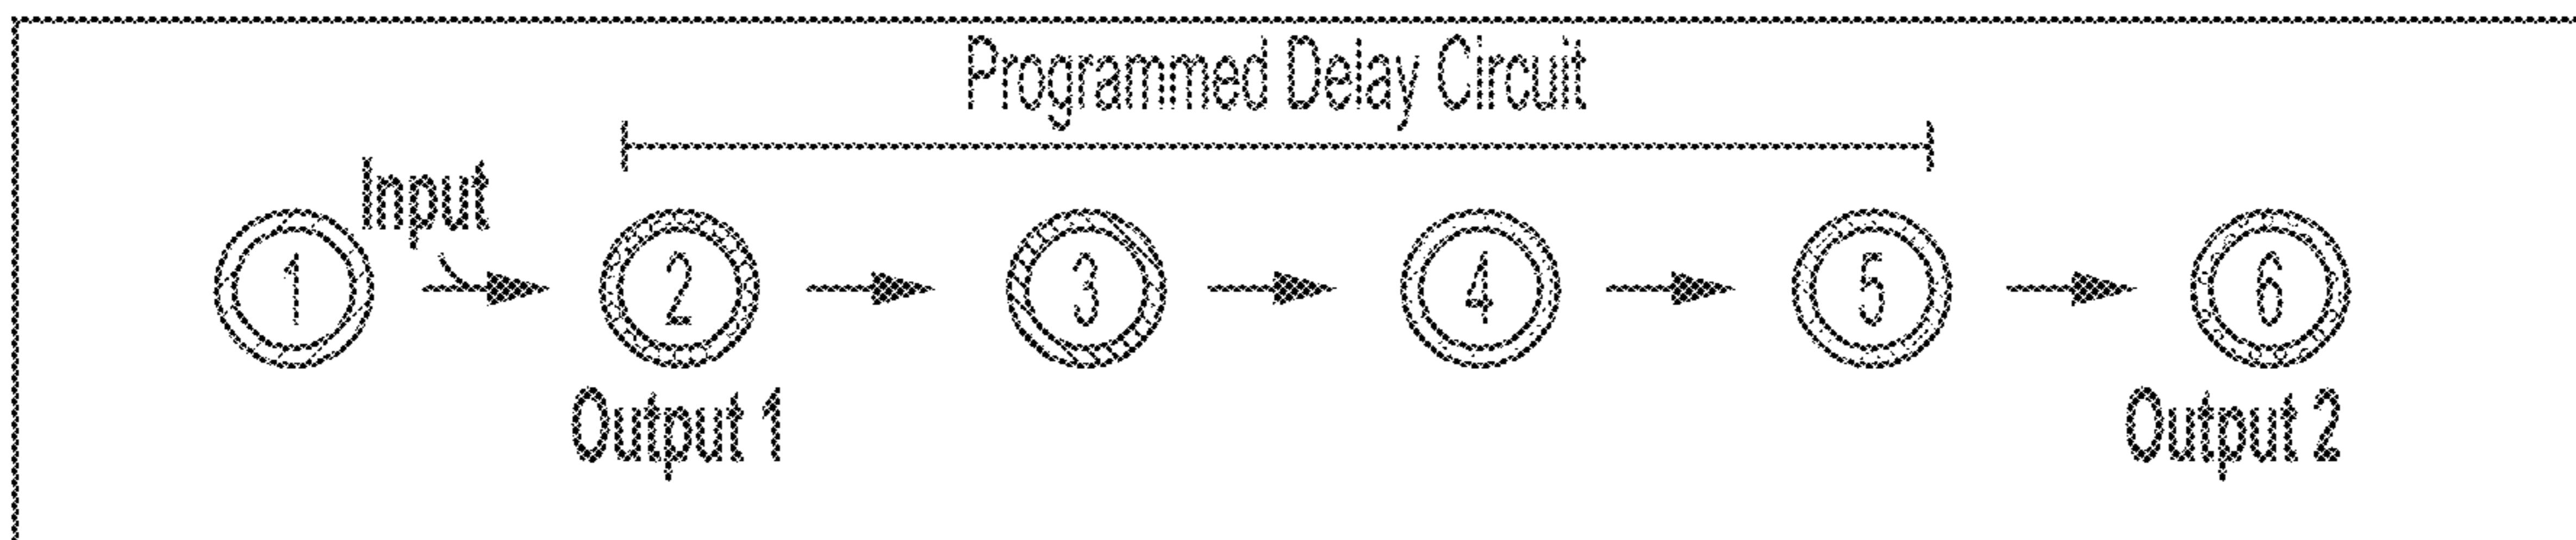 Programmed Delay Circuit
Input
1 2 3 4 5 6
Output 1 Output 2